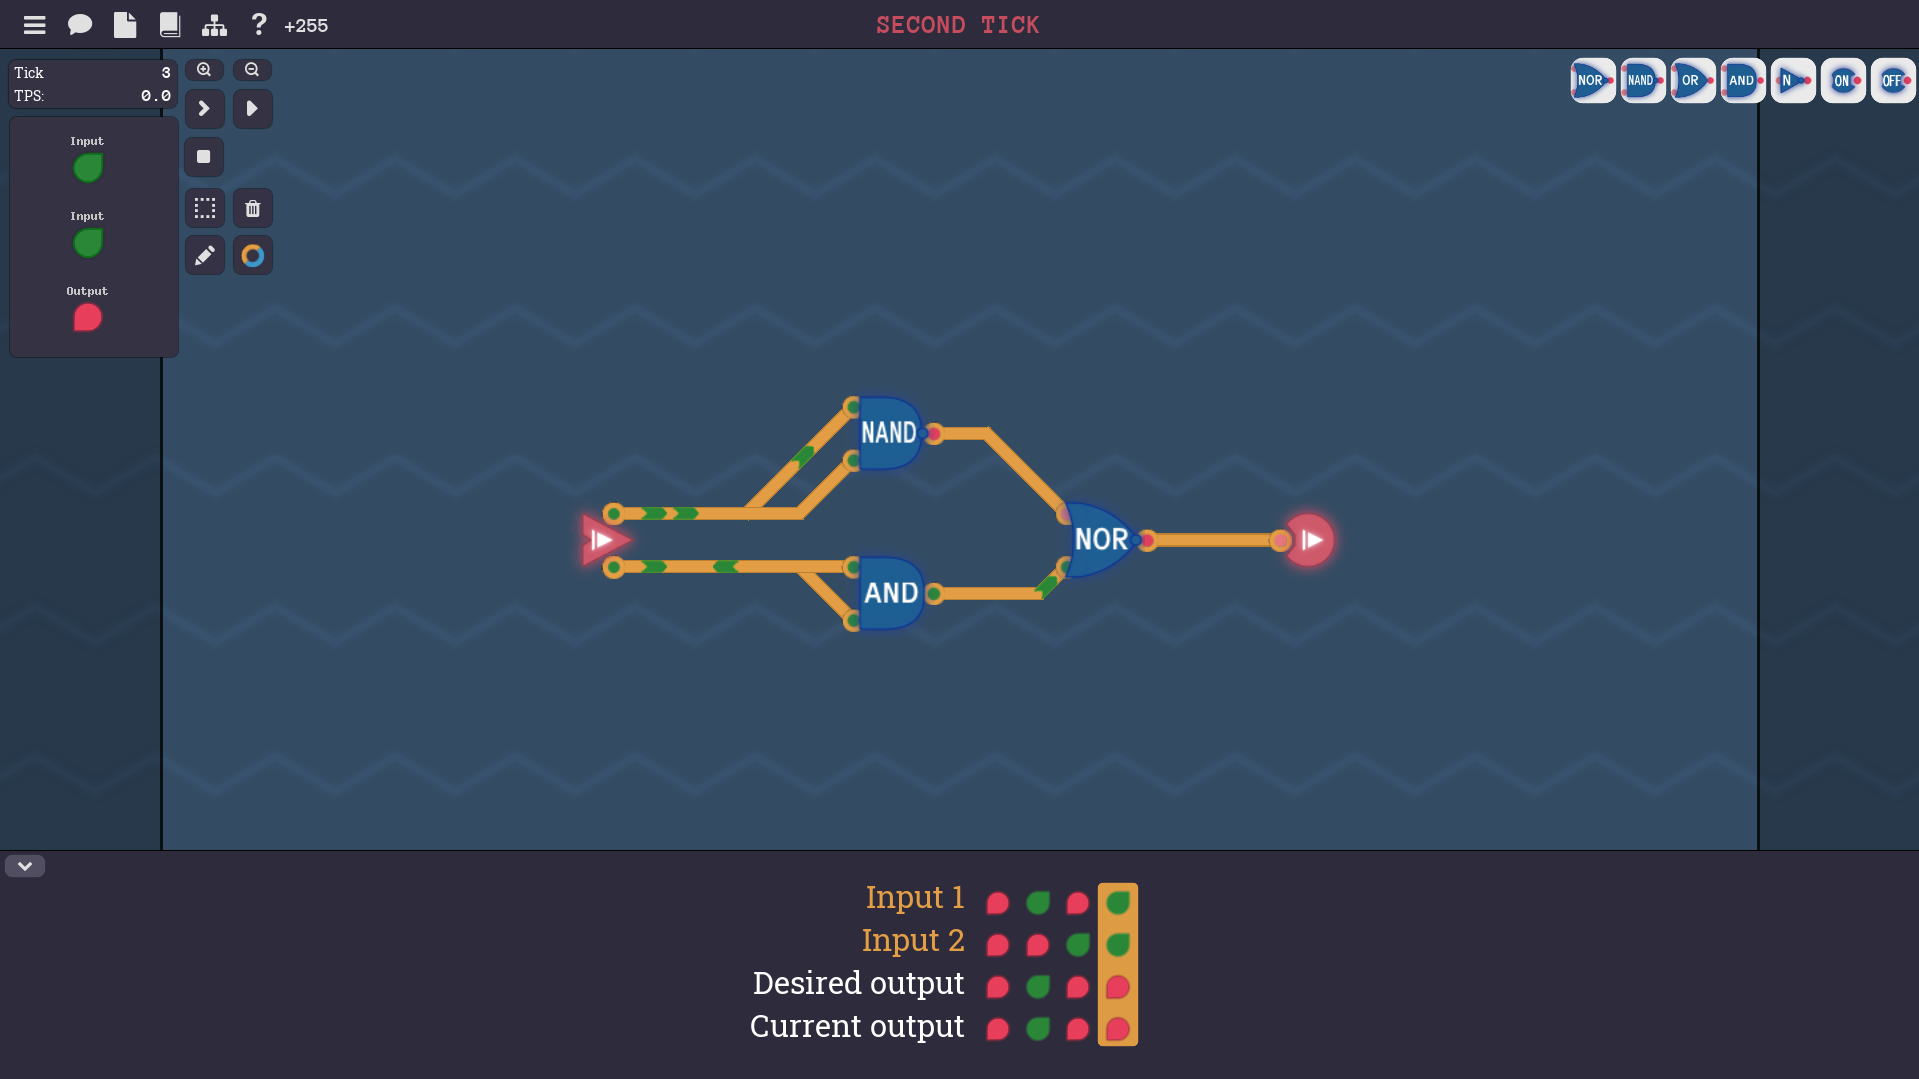 +255
SECOND TICK
Tick 3
TPS: 0.0
NOR
NAND
OR
AND
N
ON
OFF
Input
Input
Output
NAND
NOR
AND
Input 1
Input 2
Desired output
Current output